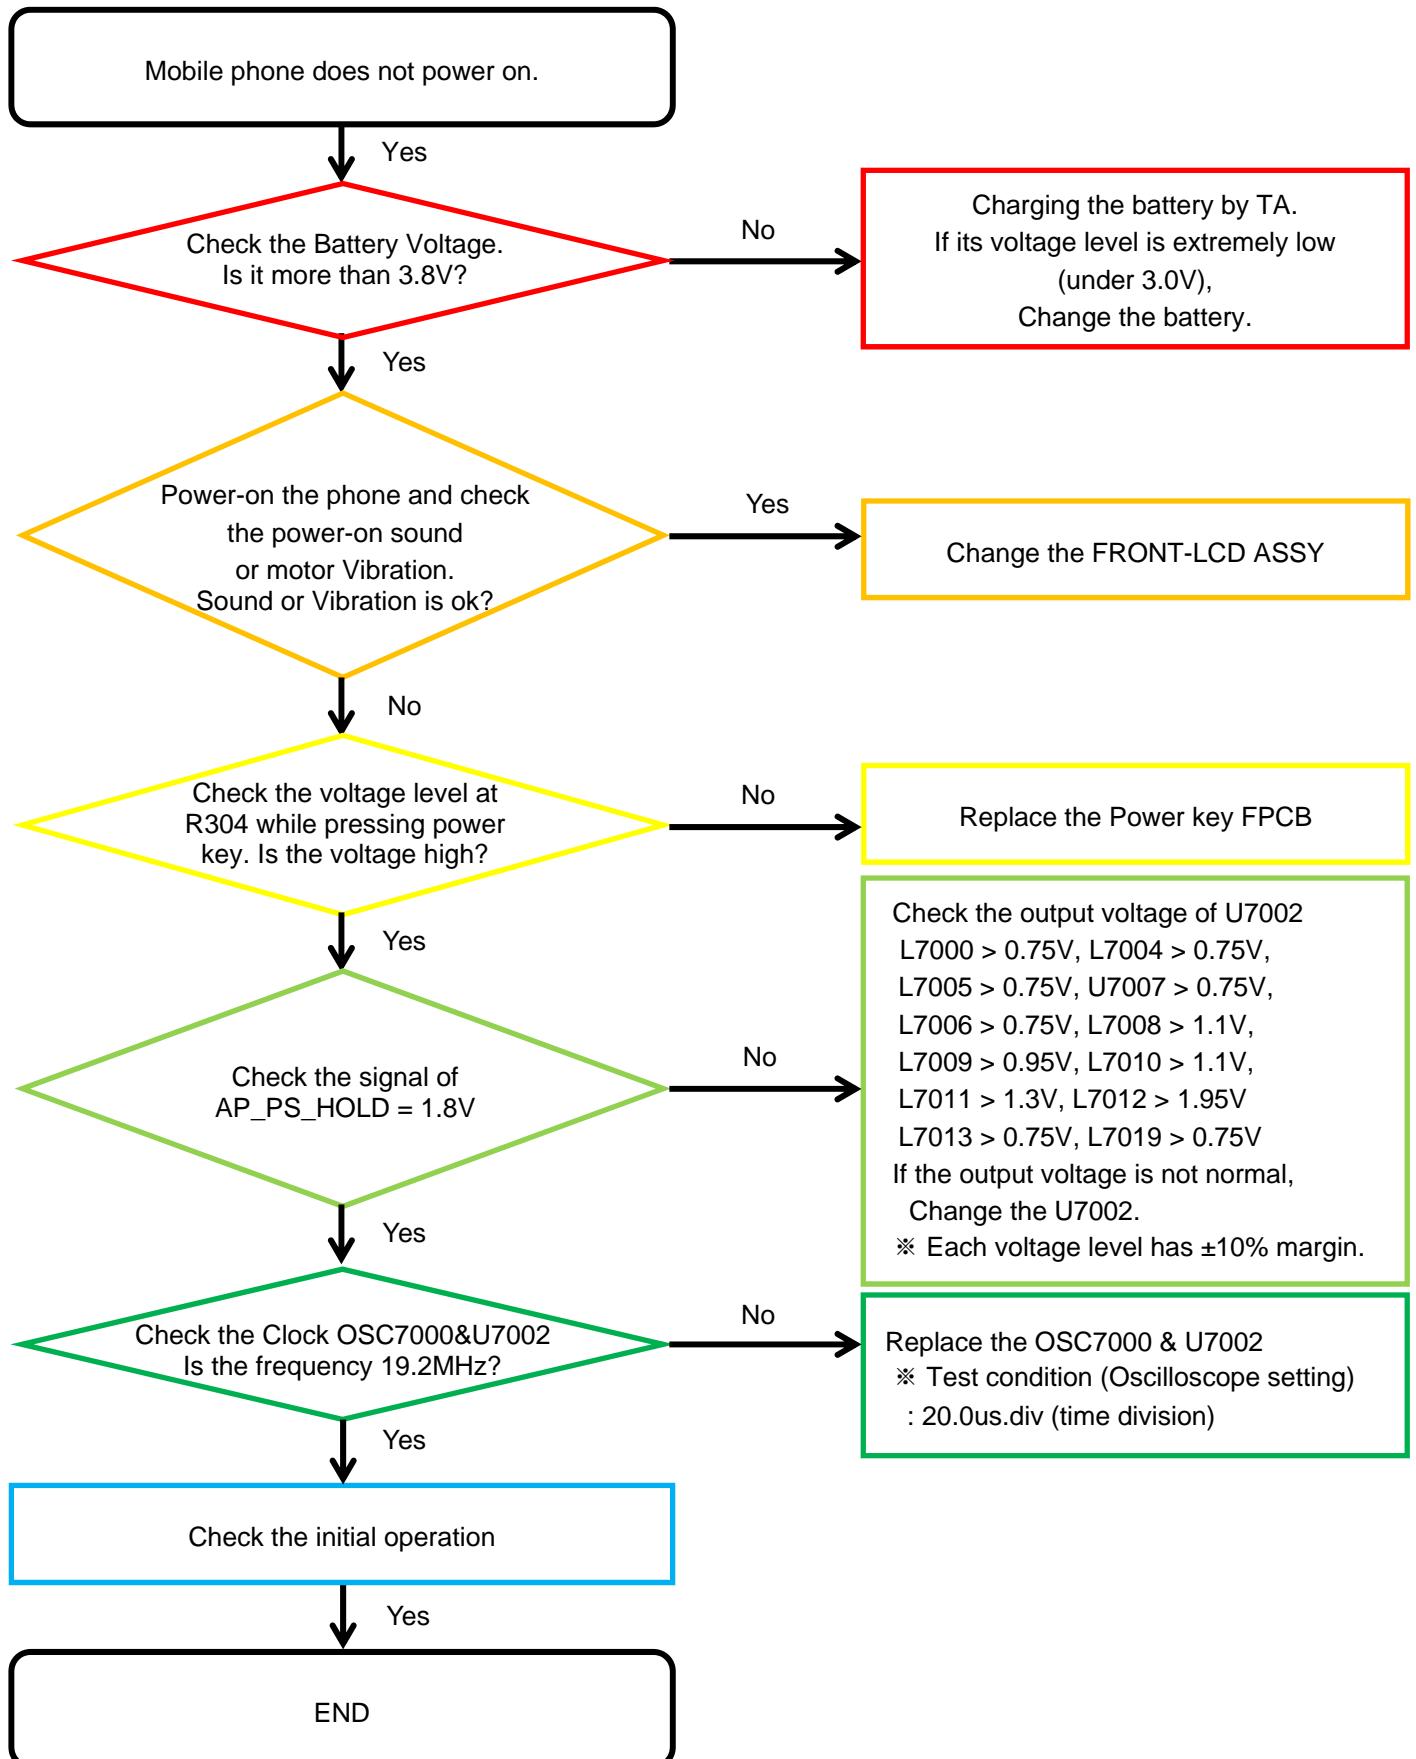 Mobile phone does not power on.
Yes
Check the Battery Voltage.
Is it more than 3.8V?
No
Charging the battery by TA.
If its voltage level is extremely low
(under 3.0V),
Change the battery.
Yes
Power-on the phone and check
the power-on sound
or motor Vibration.
Sound or Vibration is ok?
Yes
Change the FRONT-LCD ASSY
No
Check the voltage level at
R304 while pressing power
key. Is the voltage high?
No
Replace the Power key FPCB
Yes
Check the signal of
AP_PS_HOLD = 1.8V
No
Check the output voltage of U7002
L7000 > 0.75V, L7004 > 0.75V,
L7005 > 0.75V, U7007 > 0.75V,
L7006 > 0.75V, L7008 > 1.1V,
L7009 > 0.95V, L7010 > 1.1V,
L7011 > 1.3V, L7012 > 1.95V
L7013 > 0.75V, L7019 > 0.75V
If the output voltage is not normal,
Change the U7002.
※ Each voltage level has ±10% margin.
Yes
Check the Clock OSC7000&U7002
Is the frequency 19.2MHz?
No
Replace the OSC7000 & U7002
※ Test condition (Oscilloscope setting)
: 20.0us.div (time division)
Yes
Check the initial operation
Yes
END